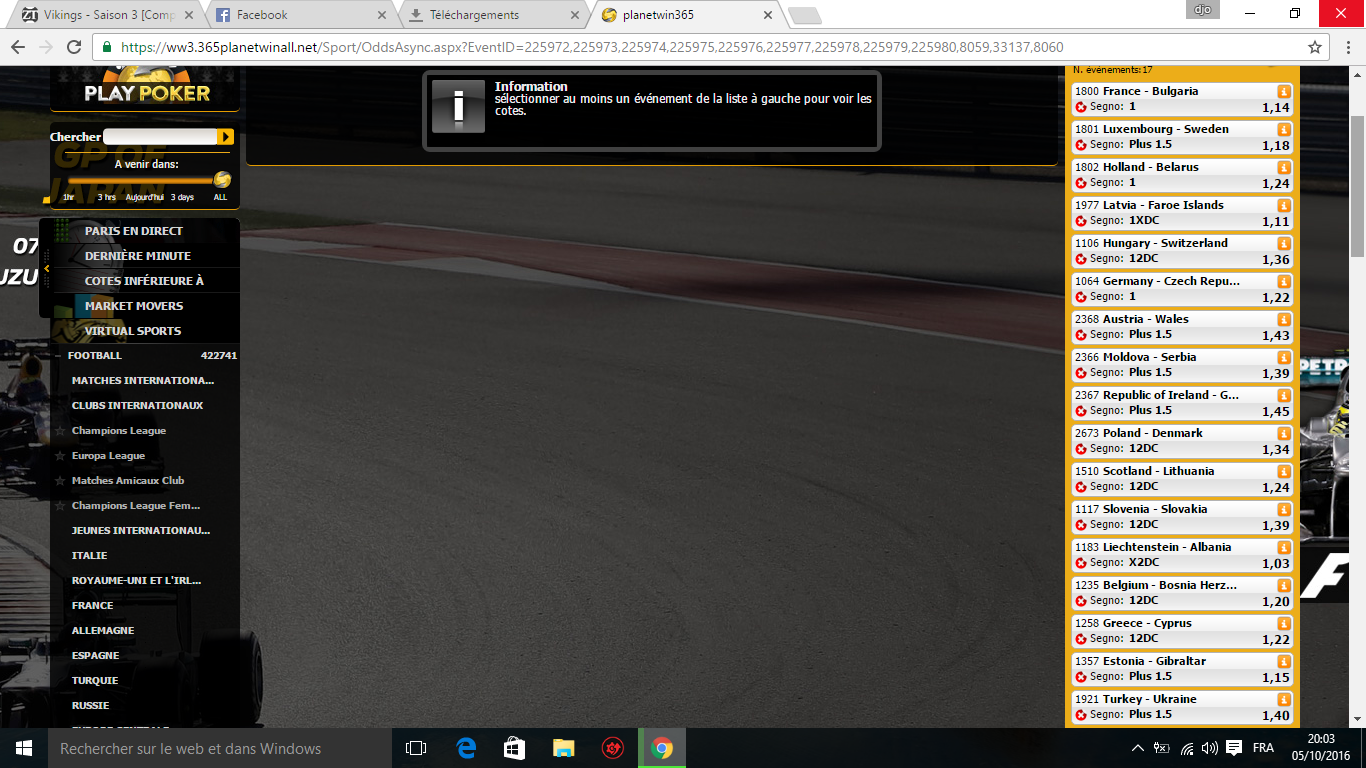 Vikings - Saison 3 [Comp
Facebook
Téléchargements
planetwin365
djo
https://ww3.365planetwinall.net/Sport/OddsAsync.aspx?EventID=225972,225973,225974,225975,225976,225977,225978,225979,225980,8059,33137,8060
PLAY POKER
Chercher
GP OF
JAPAN
A venir dans:
1hr 3 hrs Aujourd'hui 3 days ALL
07
UZU
PARIS EN DIRECT
DERNIÈRE MINUTE
COTES INFÉRIEURE À
MARKET MOVERS
VIRTUAL SPORTS
FOOTBALL 422741
MATCHES INTERNATIONA...
CLUBS INTERNATIONAUX
Champions League
Europa League
Matches Amicaux Club
Champions League Fem...
JEUNES INTERNATIONAU...
ITALIE
ROYAUME-UNI ET L'IRL...
FRANCE
ALLEMAGNE
ESPAGNE
TURQUIE
RUSSIE
Information
sélectionner au moins un événement de la liste à gauche pour voir les
cotes.
N. événements:17
1800 France - Bulgaria
Segno: 1 1,14
1801 Luxembourg - Sweden
Segno: Plus 1.5 1,18
1802 Holland - Belarus
Segno: 1 1,24
1977 Latvia - Faroe Islands
Segno: 1XDC 1,11
1106 Hungary - Switzerland
Segno: 12DC 1,36
1064 Germany - Czech Repu...
Segno: 1 1,22
2368 Austria - Wales
Segno: Plus 1.5 1,43
2366 Moldova - Serbia
Segno: Plus 1.5 1,39
2367 Republic of Ireland - G...
Segno: Plus 1.5 1,45
2673 Poland - Denmark
Segno: 12DC 1,34
1510 Scotland - Lithuania
Segno: 12DC 1,24
1117 Slovenia - Slovakia
Segno: 12DC 1,39
1183 Liechtenstein - Albania
Segno: X2DC 1,03
1235 Belgium - Bosnia Herz...
Segno: 12DC 1,20
1258 Greece - Cyprus
Segno: 12DC 1,22
1357 Estonia - Gibraltar
Segno: Plus 1.5 1,15
1921 Turkey - Ukraine
Segno: Plus 1.5 1,40
PETR
Rechercher sur le web et dans Windows
FRA
20:03
05/10/2016